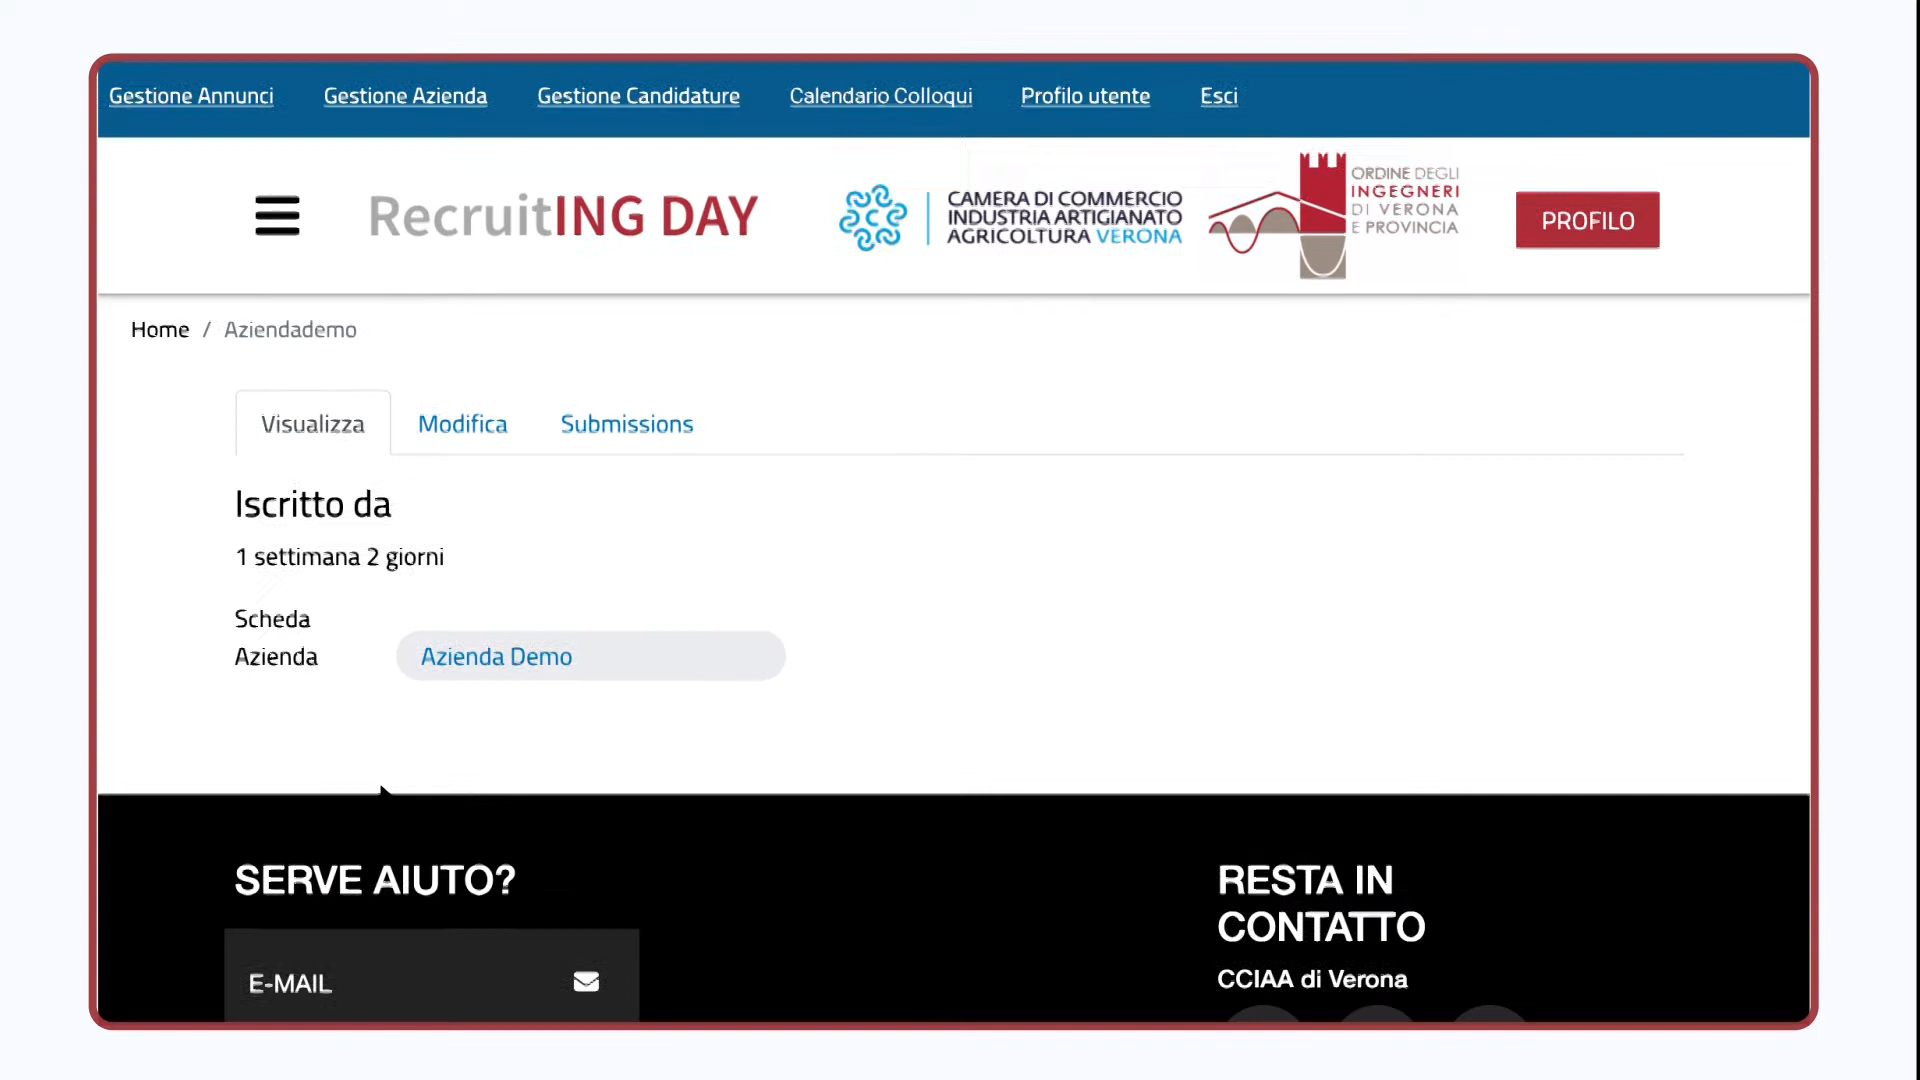 Gestione Annunci Gestione Azienda Gestione Candidature Calendario Colloqui Profilo utente Esci
RecruitING DAY
CAMERA DI COMMERCIO
INDUSTRIA ARTIGIANATO
AGRICOLTURA VERONA
ORDINE DEGLI
INGEGNERI
DI VERONA
E PROVINCIA
PROFILO
Home / Aziendademo
Visualizza Modifica Submissions
Iscritto da
1 settimana 2 giorni
Scheda
Azienda
Azienda Demo
SERVE AIUTO?
E-MAIL
RESTA IN
CONTATTO
CCIAA di Verona